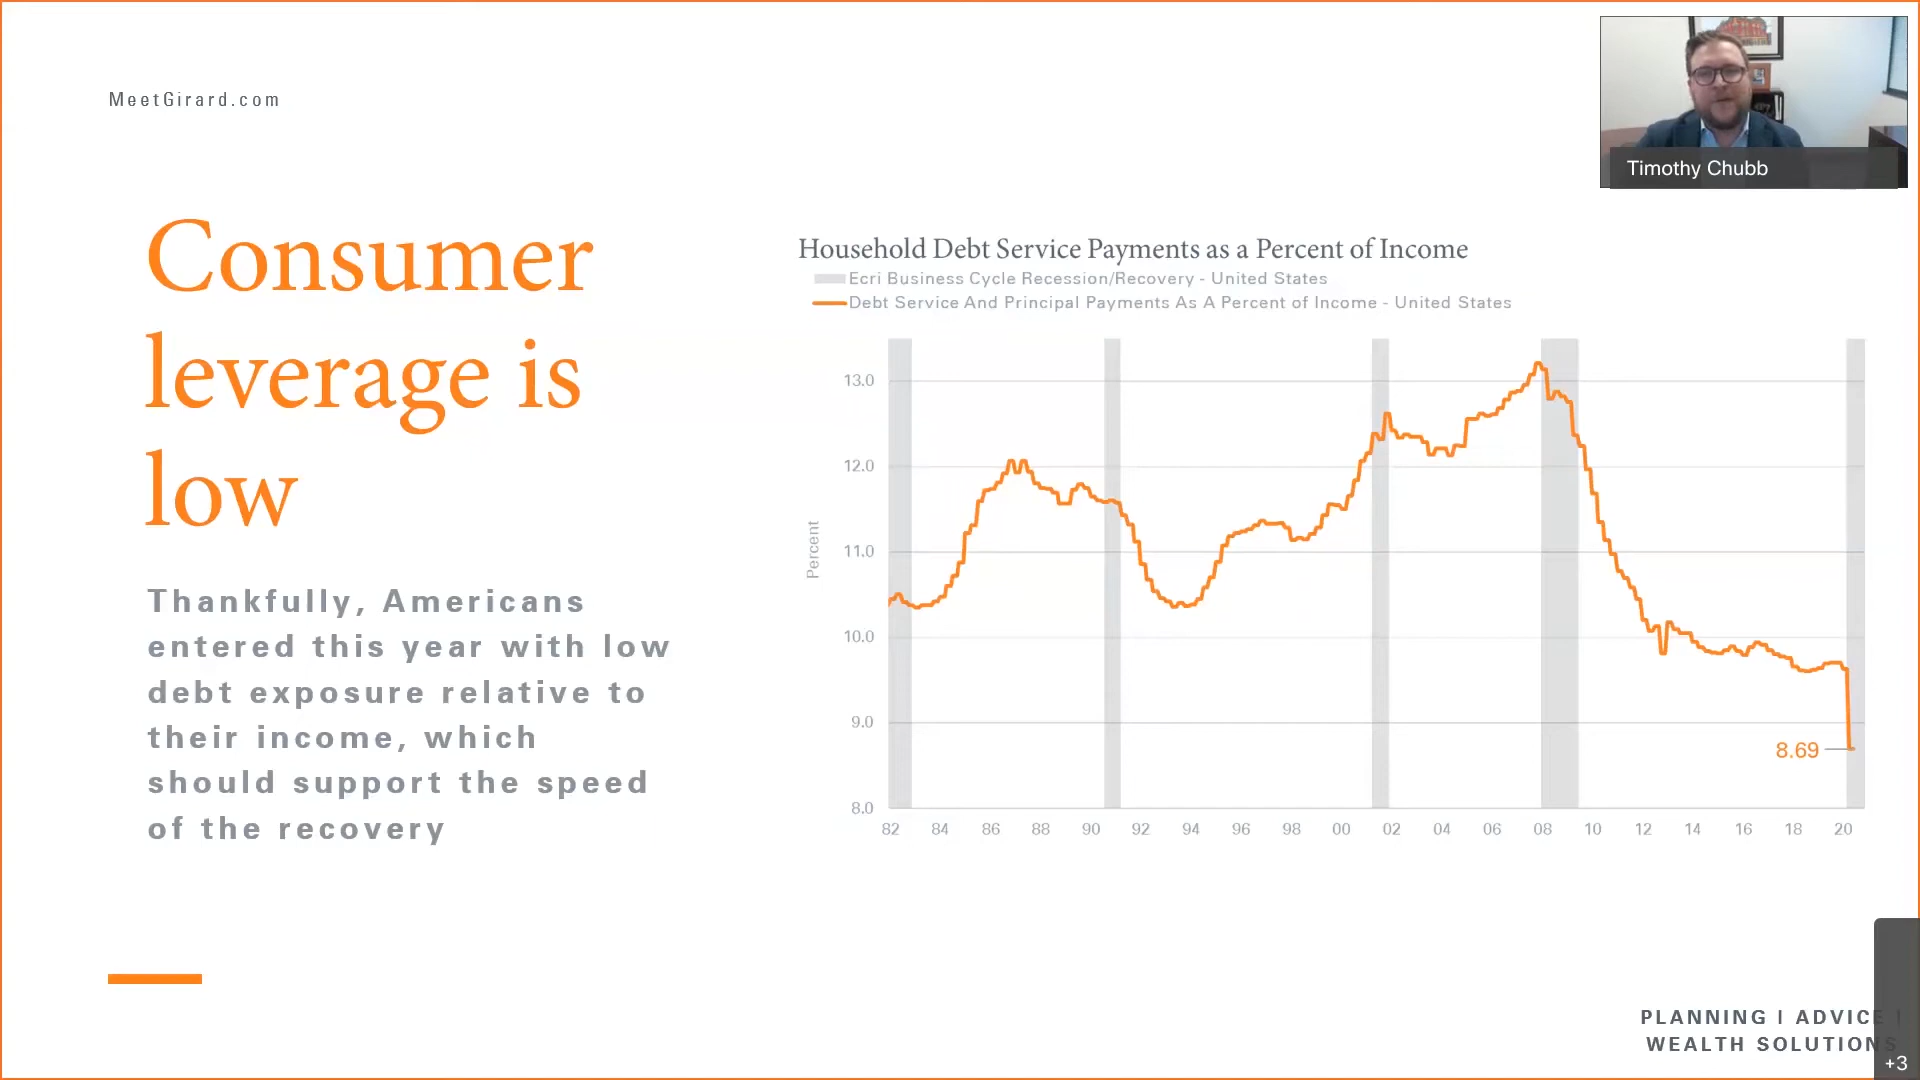 MeetGirard.com
Timothy Chubb
Consumer
leverage is
low
Thankfully, Americans
entered this year with low
debt exposure relative to
their income, which
should support the speed
of the recovery
Household Debt Service Payments as a Percent of Income
Ecri Business Cycle Recession/Recovery - United States
Debt Service And Principal Payments As A Percent of Income - United States
Percent
13.0
12.0
11.0
10.0
9.0
8.0
8.69
82 84 86 88 90 92 94 96 98 00 02 04 06 08 10 12 14 16 18 20
PLANNING | ADVICE |
WEALTH SOLUTIONS
+3